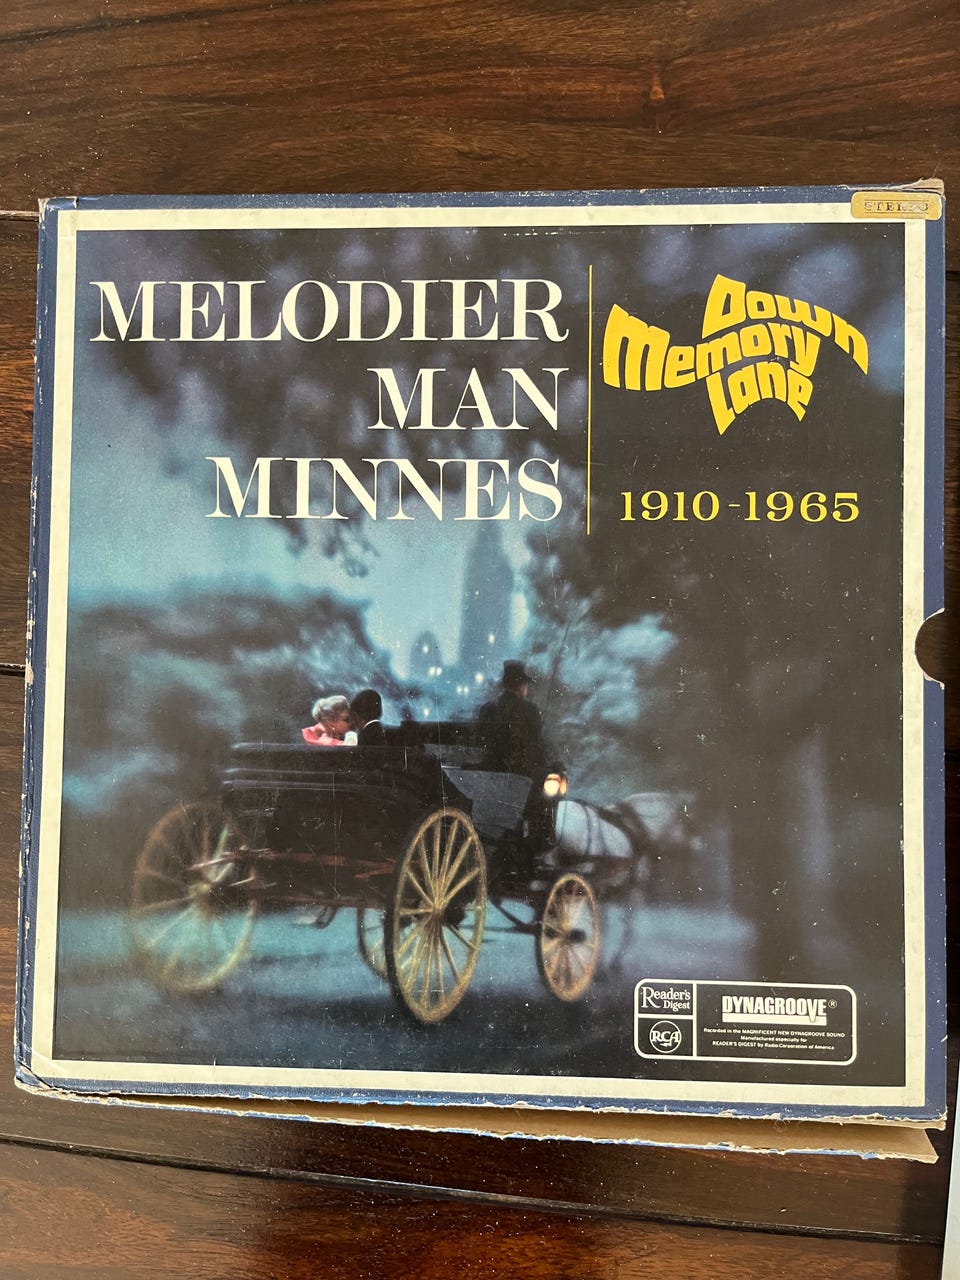 STEREO
MELODIER
MAN
MINNES
Down
Memory
Lane
1910-1965
Reader's
Digest
RCA
DYNAGROOVE®
Recorded in the MAGNIFICENT NEW DYNAGROOVE SOUND
Manufactured especially for
READER'S DIGEST by Radio Corporation of America